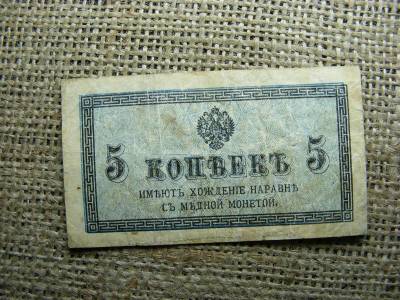 5 КОПѢЕКЪ 5
ИМѢЮТЪ ХОЖДЕНІЕ НАРАВНѢ
СЪ МѢДНОЙ МОНЕТОЙ.